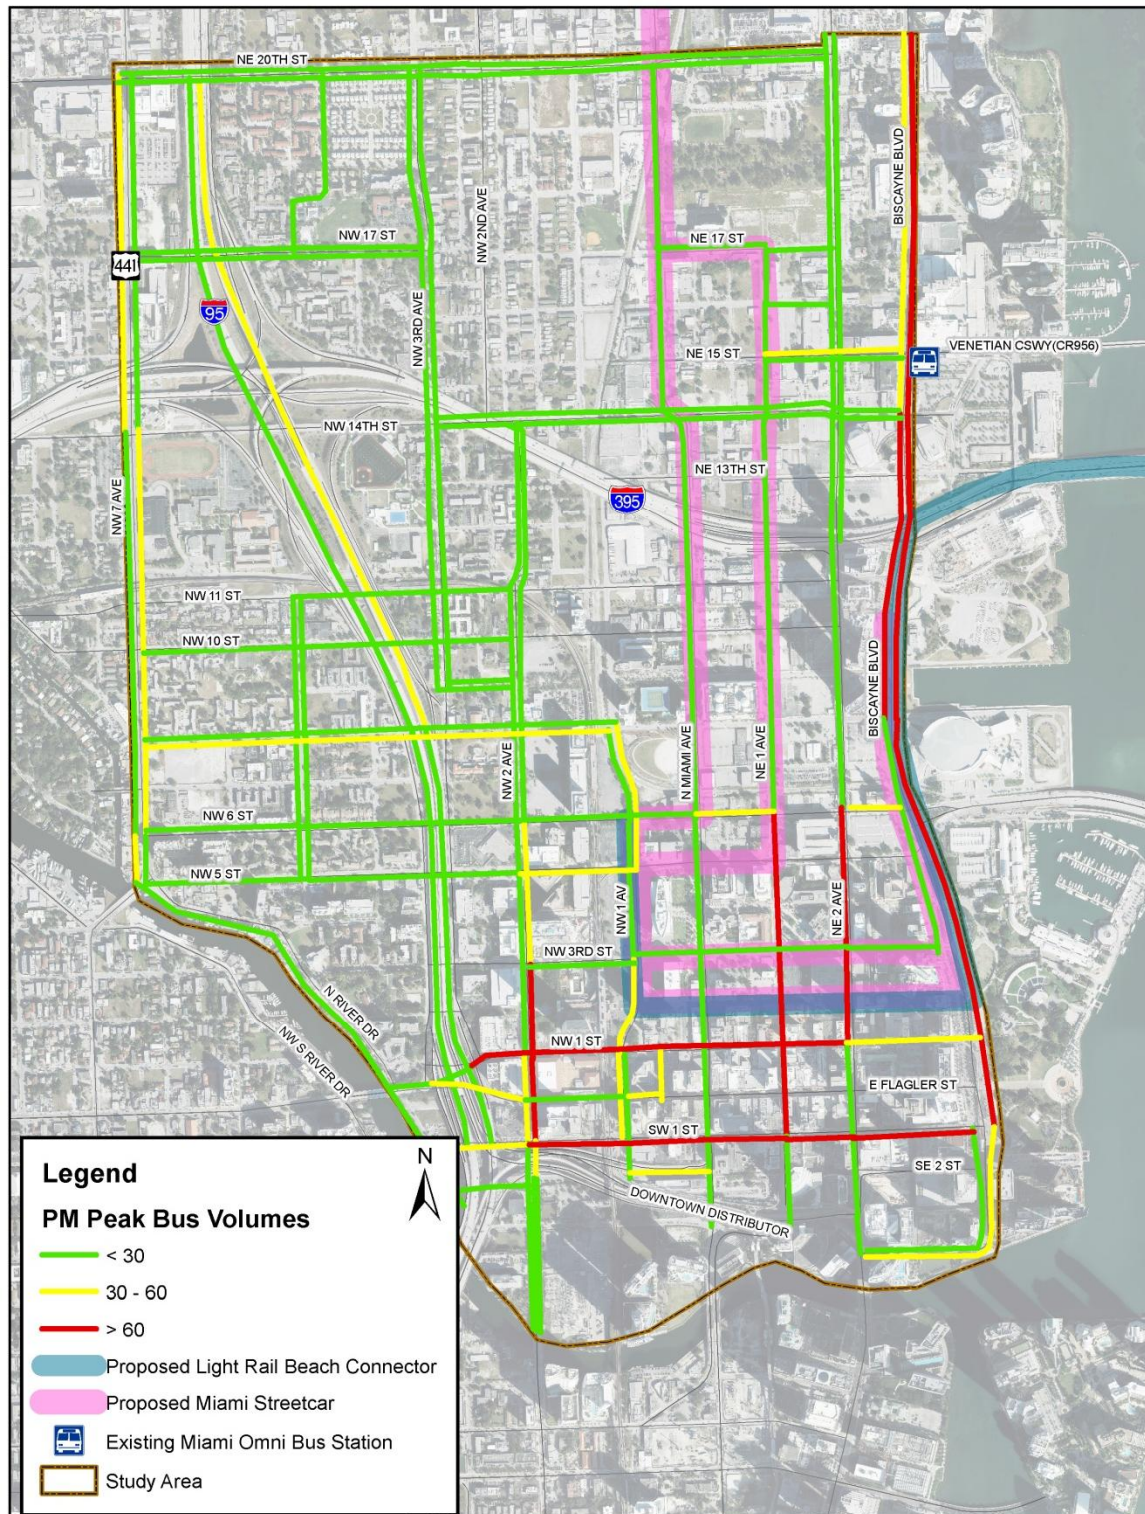 NE 20TH ST
BISCAYNE BLVD
NW 2ND AVE
NW 17 ST
NE 17 ST
441
95
NW 3RD AVE
NE 15 ST
VENETIAN CSWY(CR956)
NW 14TH ST
NE 13TH ST
NW 7 AVE
395
NW 11 ST
NW 10 ST
BISCAYNE BLVD
NW 2 AVE
N MIAMI AVE
NE 1 AVE
NW 6 ST
NW 5 ST
NW 1 AV
NE 2 AVE
NW 3RD ST
N RIVER DR
NW S RIVER DR
NW 1 ST
E FLAGLER ST
SW 1 ST
SE 2 ST
DOWNTOWN DISTRIBUTOR
N
Legend
PM Peak Bus Volumes
< 30
30 - 60
> 60
Proposed Light Rail Beach Connector
Proposed Miami Streetcar
Existing Miami Omni Bus Station
Study Area